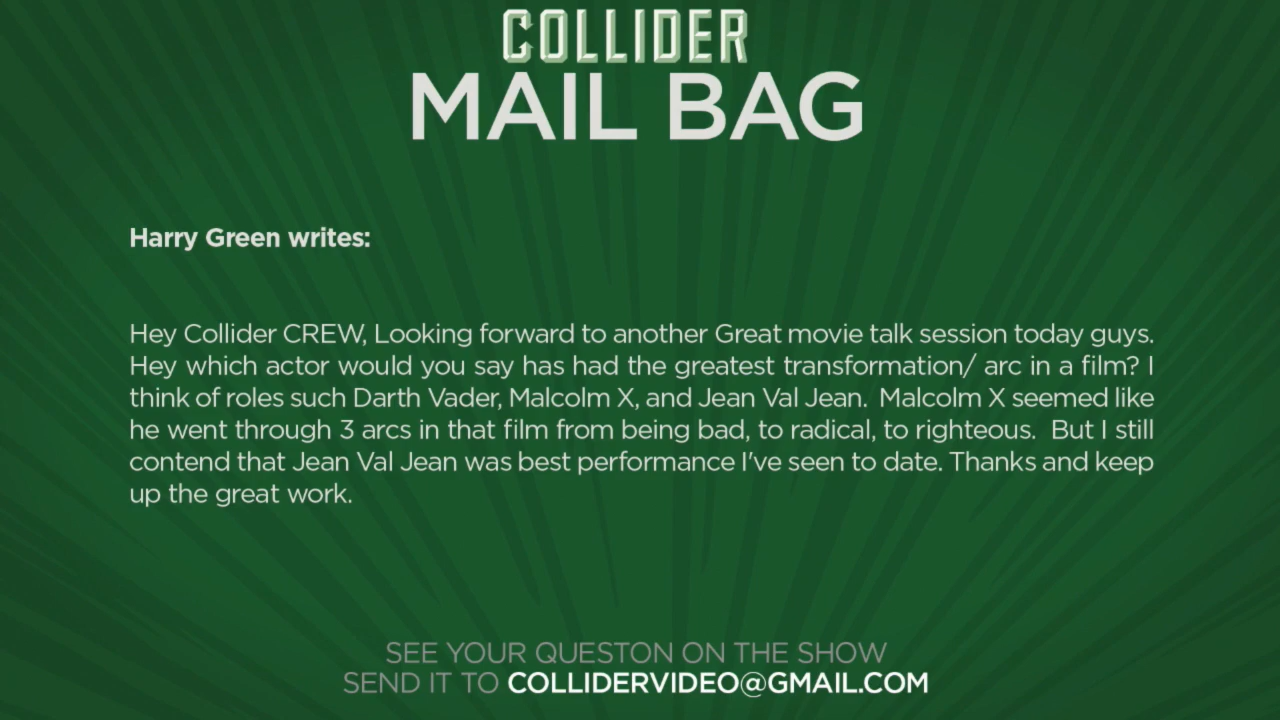 COLLIDER
MAIL BAG
Harry Green writes:
Hey Collider CREW, Looking forward to another Great movie talk session today guys.
Hey which actor would you say has had the greatest transformation/ arc in a film? I
think of roles such Darth Vader, Malcolm X, and Jean Val Jean.  Malcolm X seemed like
he went through 3 arcs in that film from being bad, to radical, to righteous.  But I still
contend that Jean Val Jean was best performance I've seen to date. Thanks and keep
up the great work.
SEE YOUR QUESTON ON THE SHOW
SEND IT TO COLLIDERVIDEO@GMAIL.COM